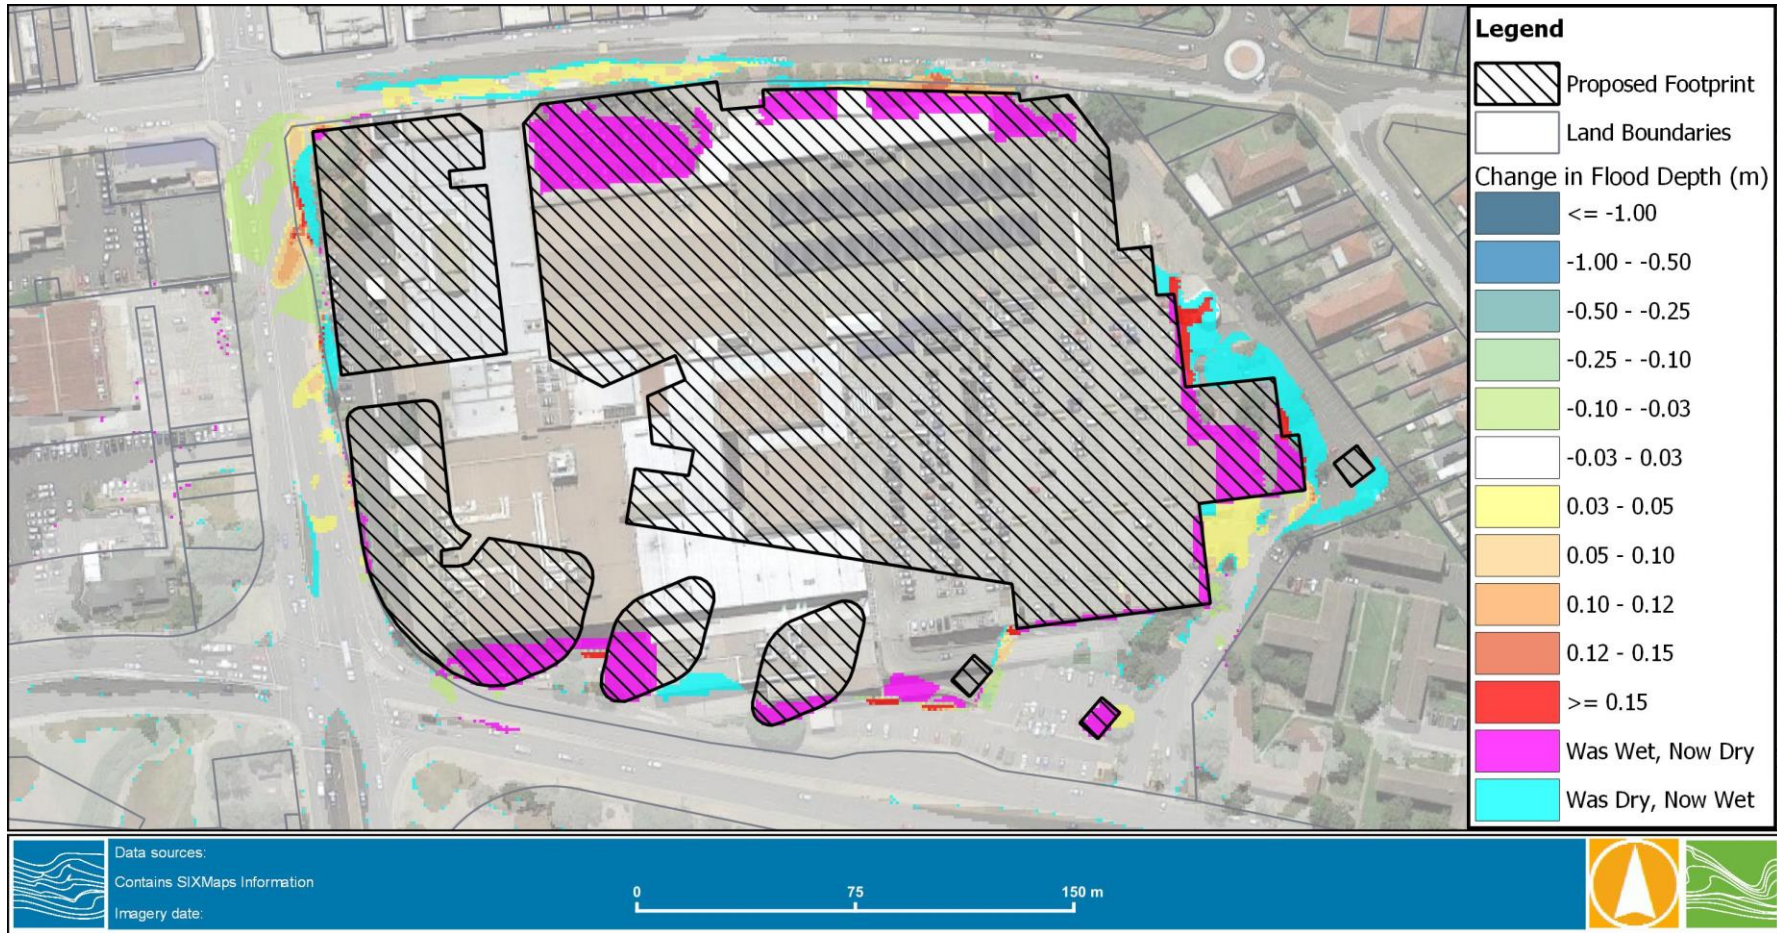 Legend
Proposed Footprint
Land Boundaries
Change in Flood Depth (m)
<= -1.00
-1.00 - -0.50
-0.50 - -0.25
-0.25 - -0.10
-0.10 - -0.03
-0.03 - 0.03
0.03 - 0.05
0.05 - 0.10
0.10 - 0.12
0.12 - 0.15
>= 0.15
Was Wet, Now Dry
Was Dry, Now Wet
Data sources:
Contains SIXMaps Information
Imagery date:
0 75 150 m